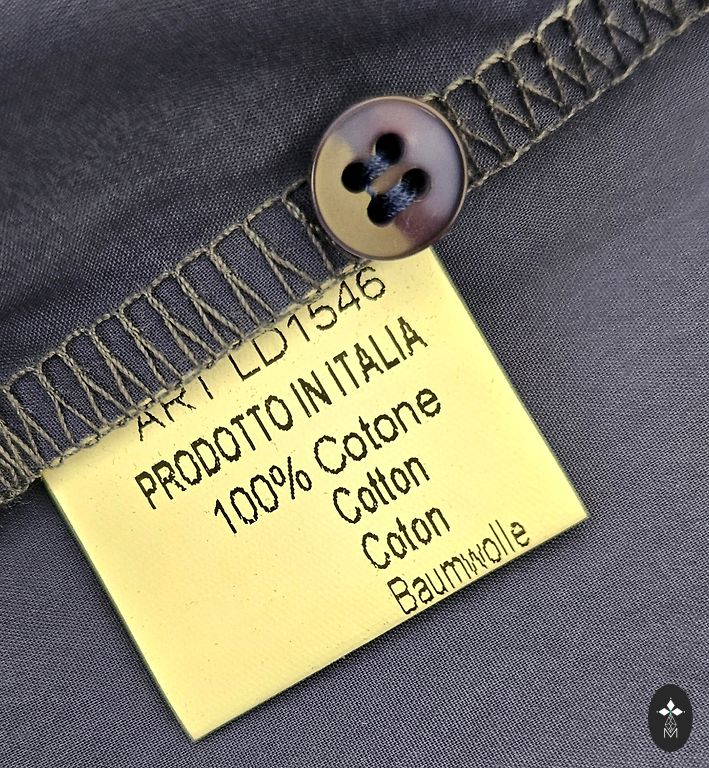 ART LD1546
PRODOTTO IN ITALIA
100% Cotone
Cotton
Coton
Baumwolle
M